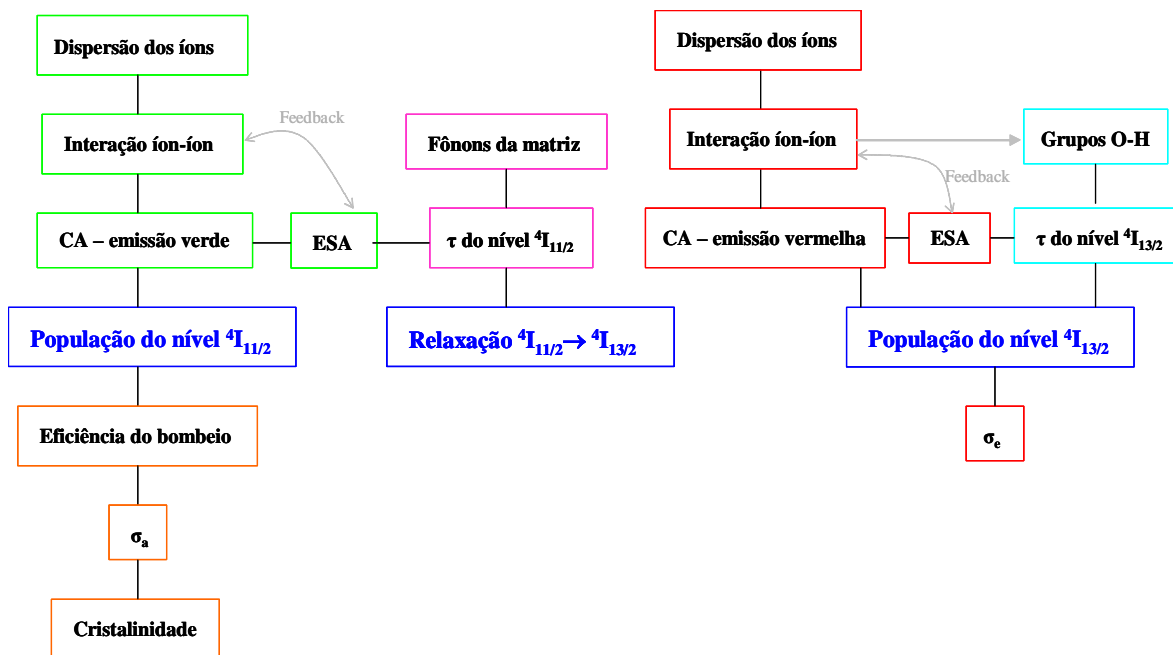 Dispersão dos íons
Interação íon-íon
Feedback
Fônons da matriz
CA – emissão verde
ESA
τ do nível ⁴I₁₁/₂
População do nível ⁴I₁₁/₂
Relaxação ⁴I₁₁/₂→ ⁴I₁₃/₂
Eficiência do bombeio
σₐ
Cristalinidade
Dispersão dos íons
Interação íon-íon
Grupos O-H
Feedback
CA – emissão vermelha
ESA
τ do nível ⁴I₁₃/₂
População do nível ⁴I₁₃/₂
σₑ